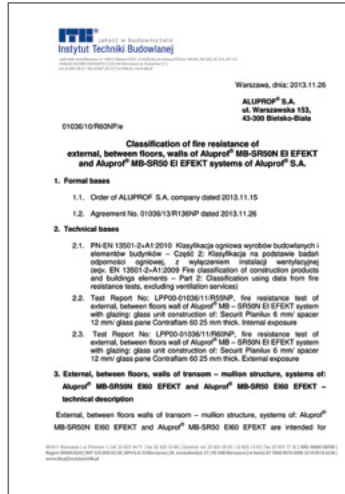 ITB
jakość w budownictwie
Instytut Techniki Budowlanej
Warszawa, dnia: 2013.11.26
ALUPROF® S.A.
ul. Warszawska 153,
43-300 Bielsko-Biała
01036/10/R60NP/e
Classification of fire resistance of
external, between floors, walls of Aluprof® MB-SR50N EI EFEKT
and Aluprof® MB-SR50 EI EFEKT systems of Aluprof® S.A.
1. Formal bases
1.1. Order of ALUPROF S.A. company dated 2013.11.15
1.2. Agreement No. 01036/13/R136NP dated 2013.11.26
2. Technical bases
2.1. PN-EN 13501-2+A1:2010 Klasyfikacja ogniowa wyrobów budowlanych i
elementów budynków – Część 2: Klasyfikacja na podstawie badań
odporności ogniowej, z wyłączeniem instalacji wentylacyjnej
(eqv. EN 13501-2+A1:2009 Fire classification of construction products
and buildings elements – Part 2: Classification using data from fire
resistance tests, excluding ventilation services)
2.2. Test Report No: LPP00-01036/11/R55NP, fire resistance test of
external, between floors wall of Aluprof® MB – SR50N EI EFEKT system
with glazing: glass unit construction of: Securit Planilux 6 mm/ spacer
12 mm/ glass pane Contraflam 60 25 mm thick. Internal exposure
2.3. Test Report No: LPP00-01036/11/R60NP, fire resistance test of
external, between floors wall of Aluprof® MB – SR50N EI EFEKT system
with glazing: glass unit construction of: Securit Planilux 6 mm/ spacer
12 mm/ glass pane Contraflam 60 25 mm thick. External exposure
3. External, between floors, walls of transom – mullion structure, systems of:
Aluprof® MB-SR50N EI60 EFEKT and Aluprof® MB-SR50 EI60 EFEKT –
technical description
External, between floors, walls of transom – mullion structure, systems of: Aluprof®
MB-SR50N EI60 EFEKT and Aluprof® MB-SR50 EI60 EFEKT are intended for